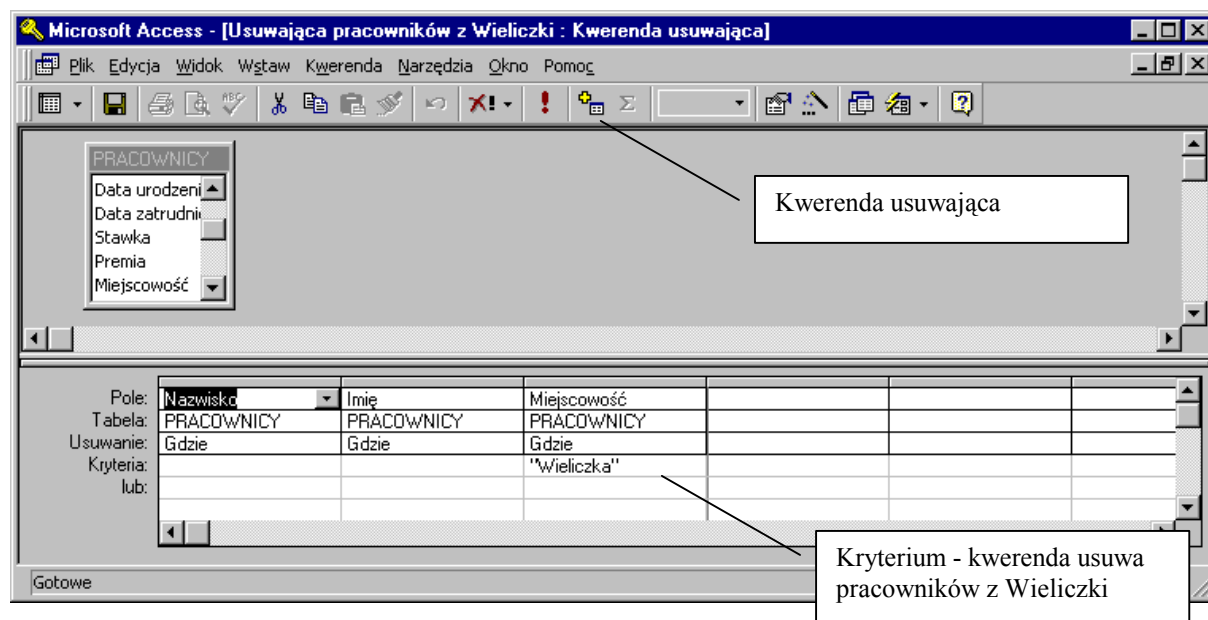 Microsoft Access - [Usuwająca pracowników z Wieliczki : Kwerenda usuwająca]
Plik Edycja Widok Wstaw Kwerenda Narzędzia Okno Pomoc
PRACOWNICY
Data urodzeni
Data zatrudni
Stawka
Premia
Miejscowość
Kwerenda usuwająca
Pole: Nazwisko Imię Miejscowość
Tabela: PRACOWNICY PRACOWNICY PRACOWNICY
Usuwanie: Gdzie Gdzie Gdzie
Kryteria: "Wieliczka"
lub:
Kryterium - kwerenda usuwa
pracowników z Wieliczki
Gotowe